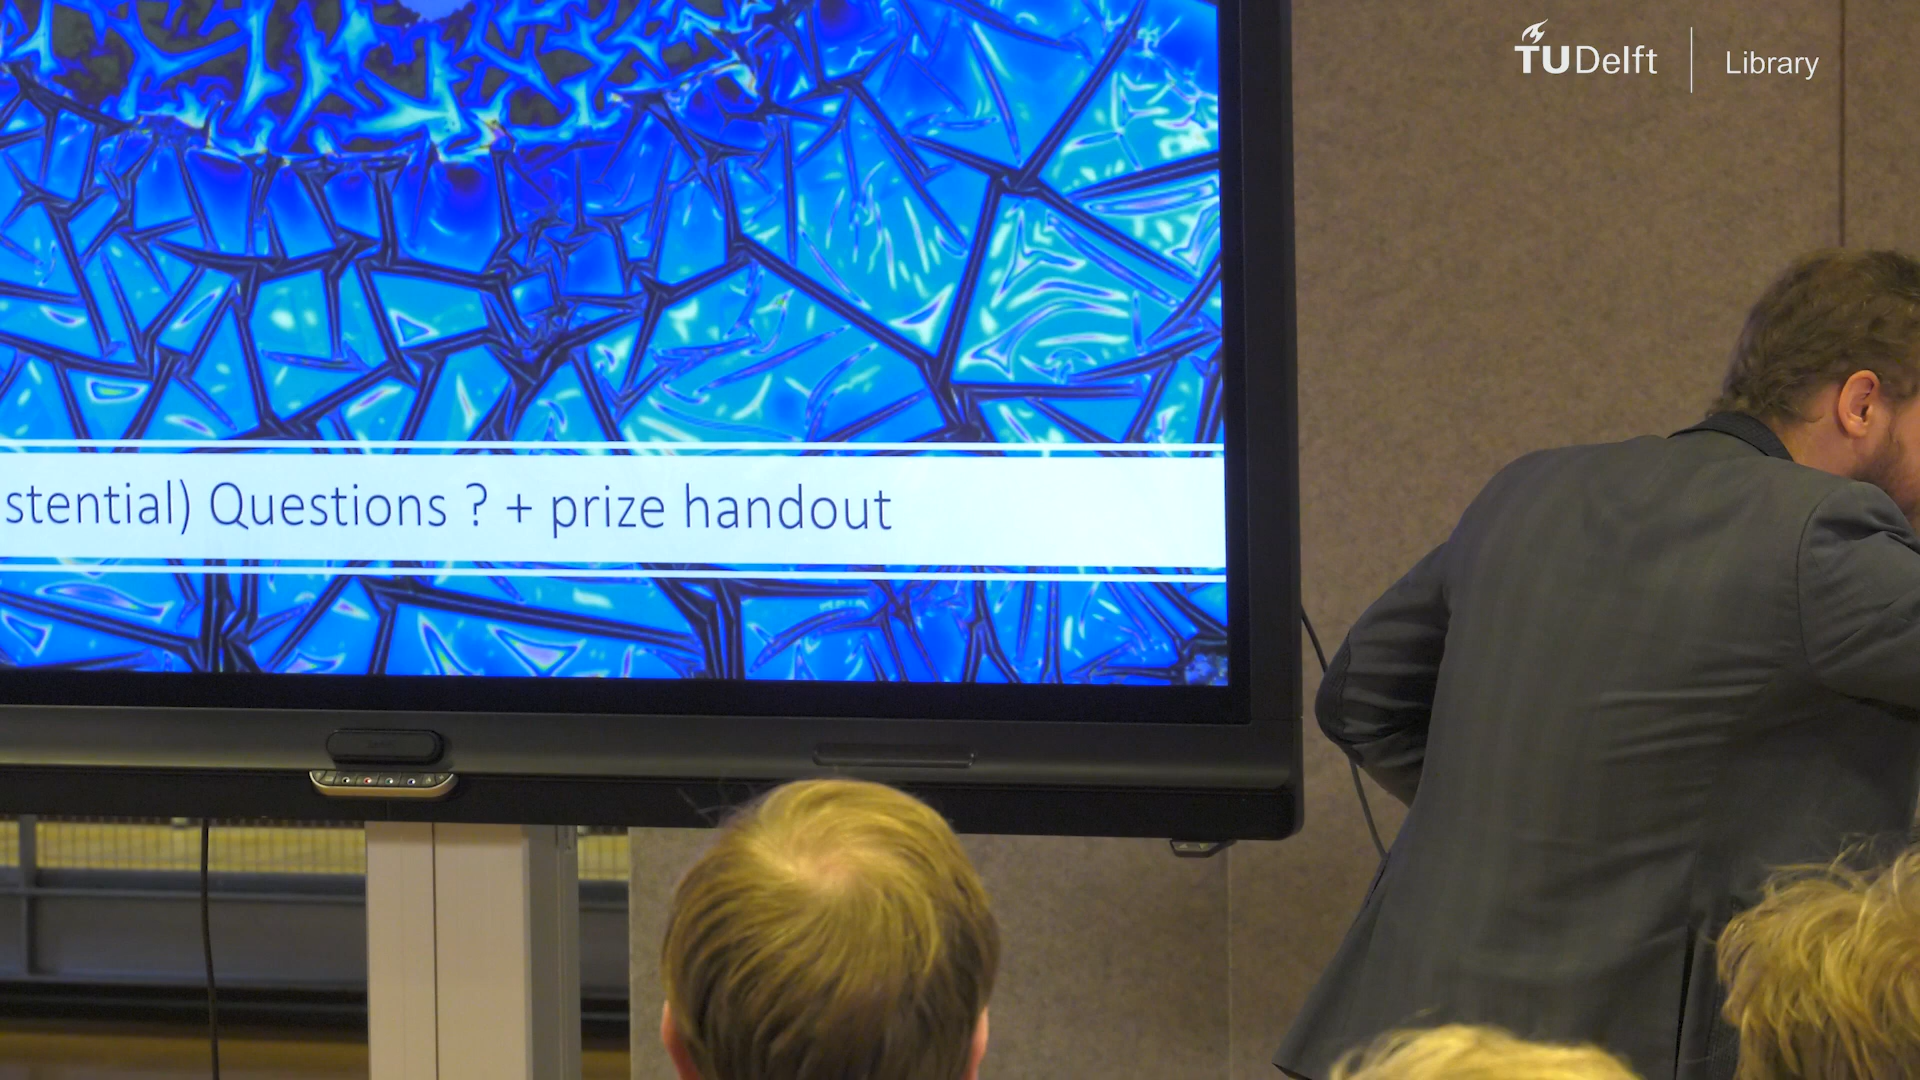 TUDelft | Library
stential) Questions ? + prize handout